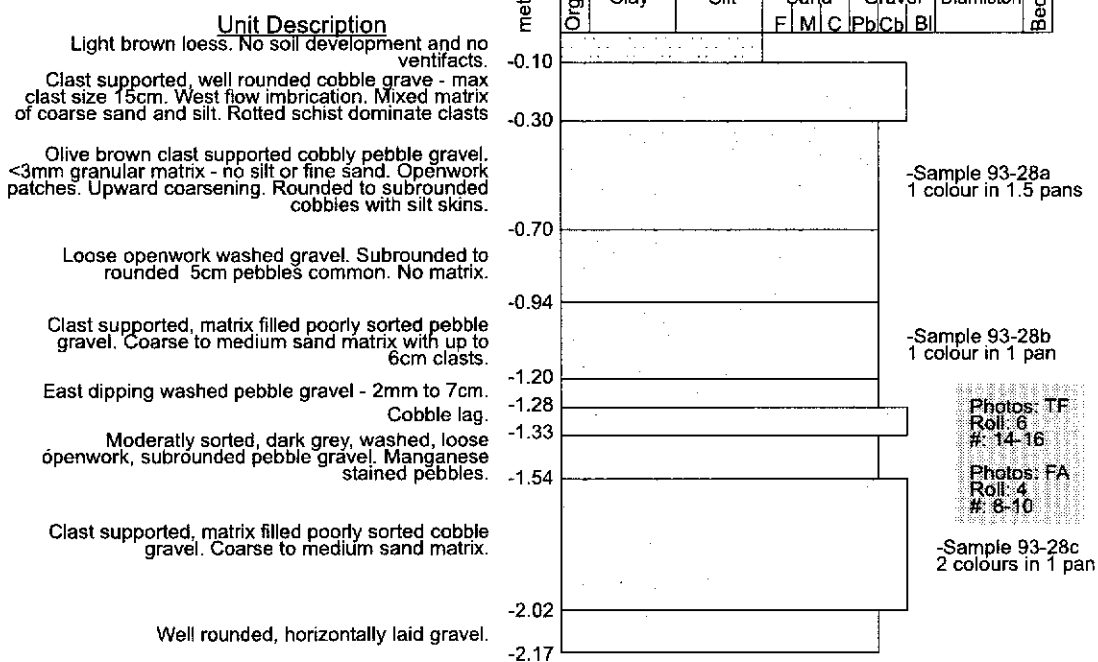 metres
Org
Clay
Silt
Sand
Gravel
Diamicton
Bed
F M C Pb Cb Bl
Unit Description
Light brown loess. No soil development and no
ventifacts.
-0.10
Clast supported, well rounded cobble grave - max
clast size 15cm. West flow imbrication. Mixed matrix
of coarse sand and silt. Rotted schist dominate clasts
-0.30
Olive brown clast supported cobbly pebble gravel.
<3mm granular matrix - no silt or fine sand. Openwork
patches. Upward coarsening. Rounded to subrounded
cobbles with silt skins.
-Sample 93-28a
1 colour in 1.5 pans
-0.70
Loose openwork washed gravel. Subrounded to
rounded 5cm pebbles common. No matrix.
-0.94
Clast supported, matrix filled poorly sorted pebble
gravel. Coarse to medium sand matrix with up to
6cm clasts.
-Sample 93-28b
1 colour in 1 pan
-1.20
East dipping washed pebble gravel - 2mm to 7cm.
-1.28
Cobble lag.
-1.33
Moderatly sorted, dark grey, washed, loose
openwork, subrounded pebble gravel. Manganese
stained pebbles.
-1.54
Photos: TF
Roll: 6
#: 14-16
Photos: FA
Roll: 4
#: 8-10
Clast supported, matrix filled poorly sorted cobble
gravel. Coarse to medium sand matrix.
-Sample 93-28c
2 colours in 1 pan
-2.02
Well rounded, horizontally laid gravel.
-2.17